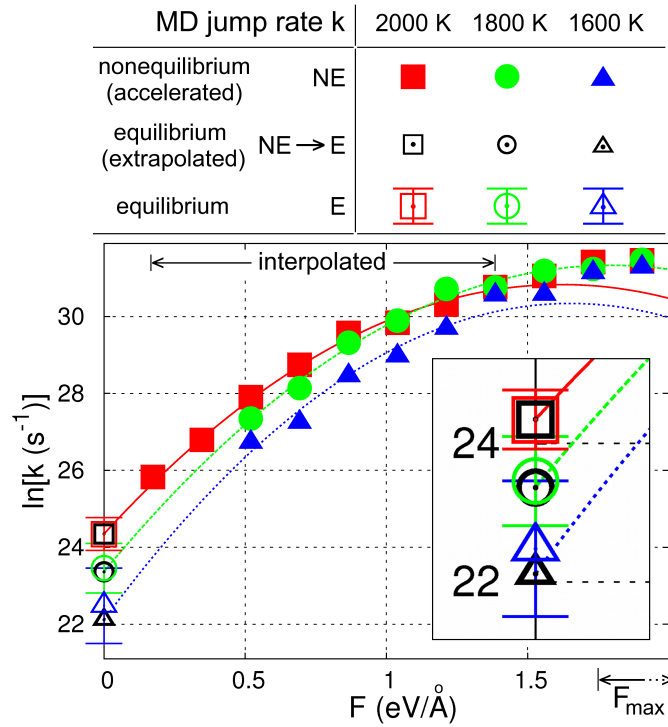 MD jump rate k 2000 K 1800 K 1600 K
nonequilibrium
(accelerated) NE
equilibrium
(extrapolated) NE → E
equilibrium E
interpolated
30
28
26
24
22
ln[k (s⁻¹)]
24
22
0 0.5 1 1.5
F (eV/Å)
F_max